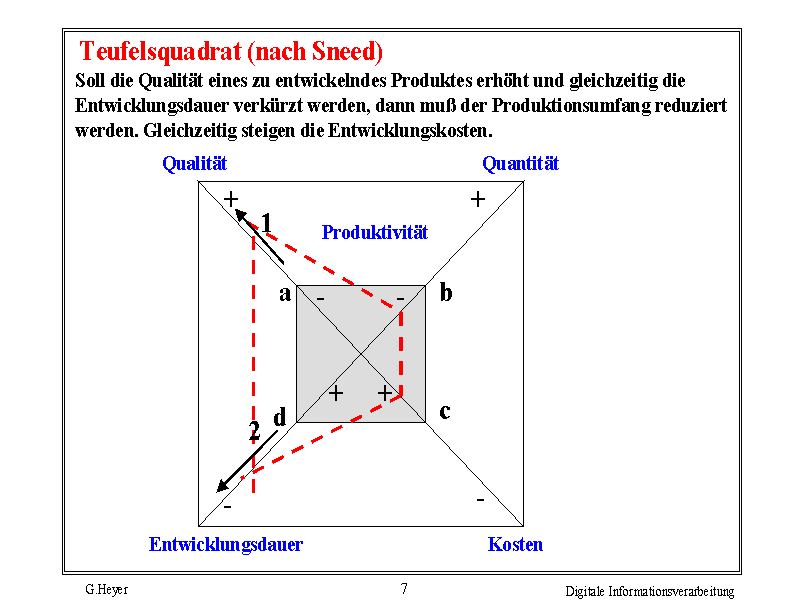 Teufelsquadrat (nach Sneed)
Soll die Qualität eines zu entwickelndes Produktes erhöht und gleichzeitig die
Entwicklungsdauer verkürzt werden, dann muß der Produktionsumfang reduziert
werden. Gleichzeitig steigen die Entwicklungskosten.
Qualität Quantität
+ +
1
Produktivität
a - - b
+ +
d c
2
- -
Entwicklungsdauer Kosten
G.Heyer 7 Digitale Informationsverarbeitung